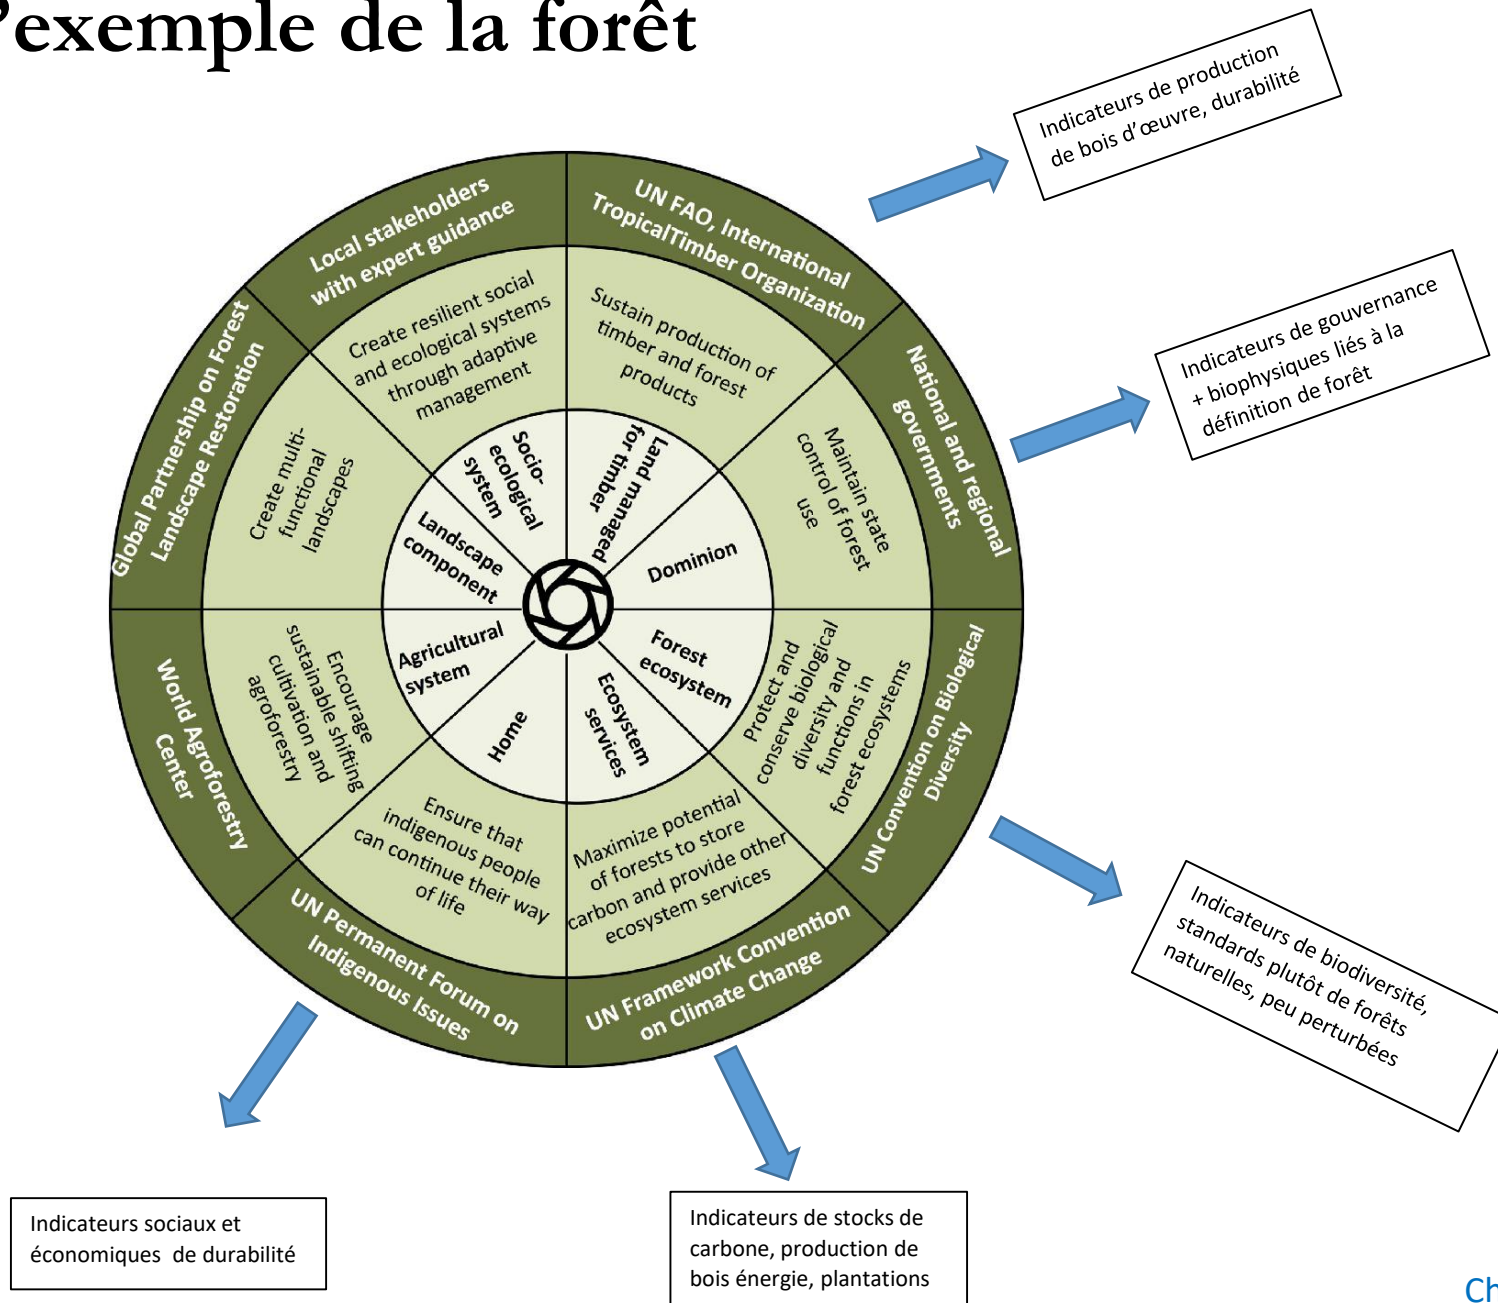 'exemple de la forêt
Indicateurs de production
de bois d'œuvre, durabilité
Indicateurs de gouvernance
+ biophysiques liés à la
définition de forêt
Indicateurs de biodiversité,
standards plutôt de forêts
naturelles, peu perturbées
Indicateurs de stocks de
carbone, production de
bois énergie, plantations
Indicateurs sociaux et
économiques  de durabilité
Local stakeholders
with expert guidance
UN FAO, International
TropicalTimber Organization
National and regional
governments
UN Convention on Biological
Diversity
UN Framework Convention
on Climate Change
UN Permanent Forum on
Indigenous Issues
World Agroforestry
Center
Global Partnership on Forest
Landscape Restoration
Create resilient social
and ecological systems
through adaptive
management
Sustain production of
timber and forest
products
Maintain state
control of forest
use
Protect and
conserve biological
diversity and
functions in
forest ecosystems
Maximize potential
of forests to store
carbon and provide other
ecosystem services
Ensure that
indigenous people
can continue their way
of life
Encourage
sustainable shifting
cultivation and
agroforestry
Create multi-
functional
landscapes
Socio-
ecological
system
Land managed
for timber
Dominion
Forest
ecosystem
Ecosystem
services
Home
Agricultural
system
Landscape
component
Ch